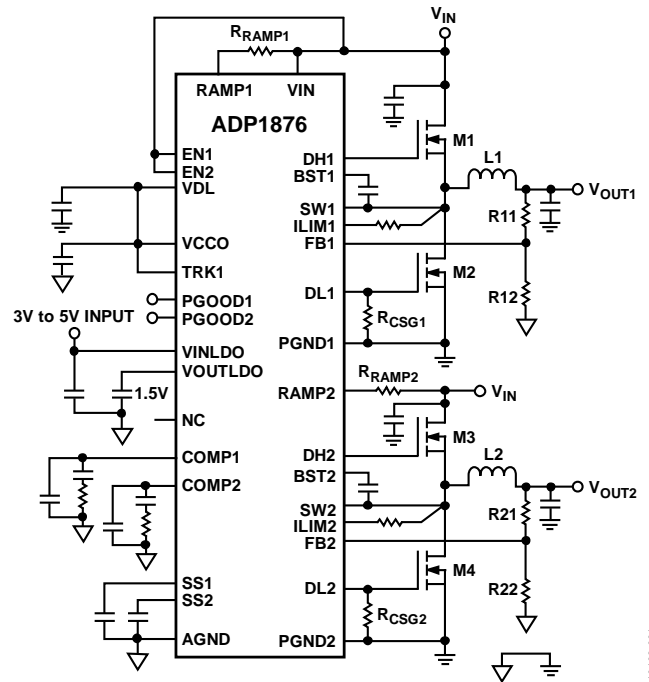 VIN
RRAMP1
RAMP1 VIN
ADP1876
EN1
EN2
VDL
VCCO
TRK1
PGOOD1
3V to 5V INPUT
PGOOD2
VINLDO
VOUTLDO
1.5V
NC
COMP1
COMP2
SS1
SS2
AGND
DH1
BST1
SW1
ILIM1
FB1
DL1
PGND1
RAMP2
DH2
BST2
SW2
ILIM2
FB2
DL2
PGND2
M1
L1
VOUT1
R11
M2
R12
RCSG1
RRAMP2
VIN
M3
L2
VOUT2
R21
M4
R22
RCSG2